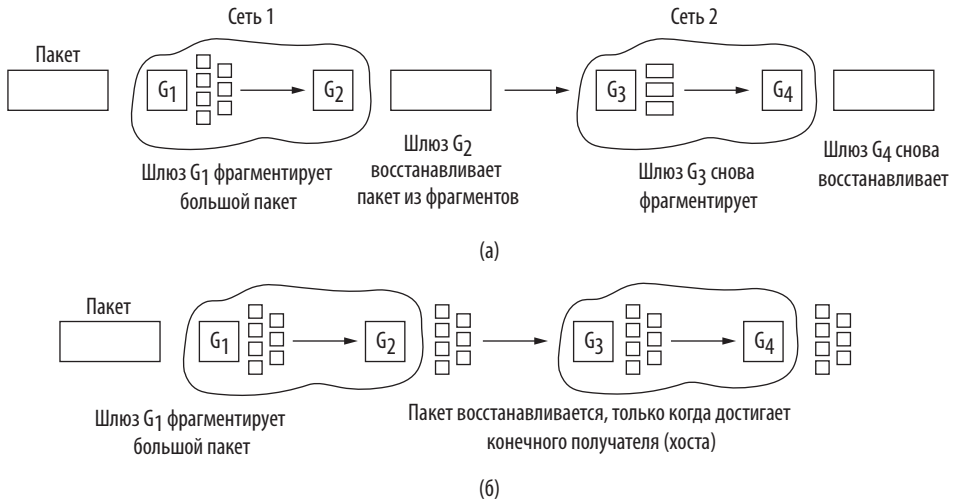 Сеть 1
Сеть 2
Пакет
G1
G2
G3
G4
Шлюз G1 фрагментирует
большой пакет
Шлюз G2
восстанавливает
пакет из фрагментов
Шлюз G3 снова
фрагментирует
Шлюз G4 снова
восстанавливает
(а)
Пакет
G1
G2
G3
G4
Шлюз G1 фрагментирует
большой пакет
Пакет восстанавливается, только когда достигает
конечного получателя (хоста)
(б)